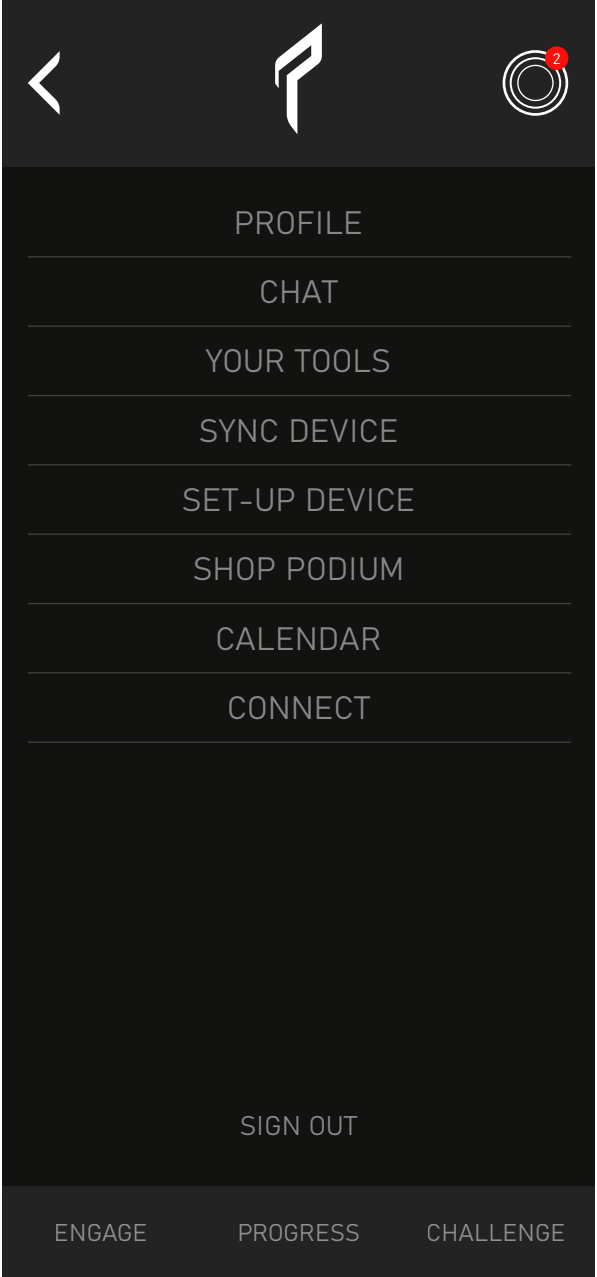 2
PROFILE
CHAT
YOUR TOOLS
SYNC DEVICE
SET-UP DEVICE
SHOP PODIUM
CALENDAR
CONNECT
SIGN OUT
ENGAGE PROGRESS CHALLENGE